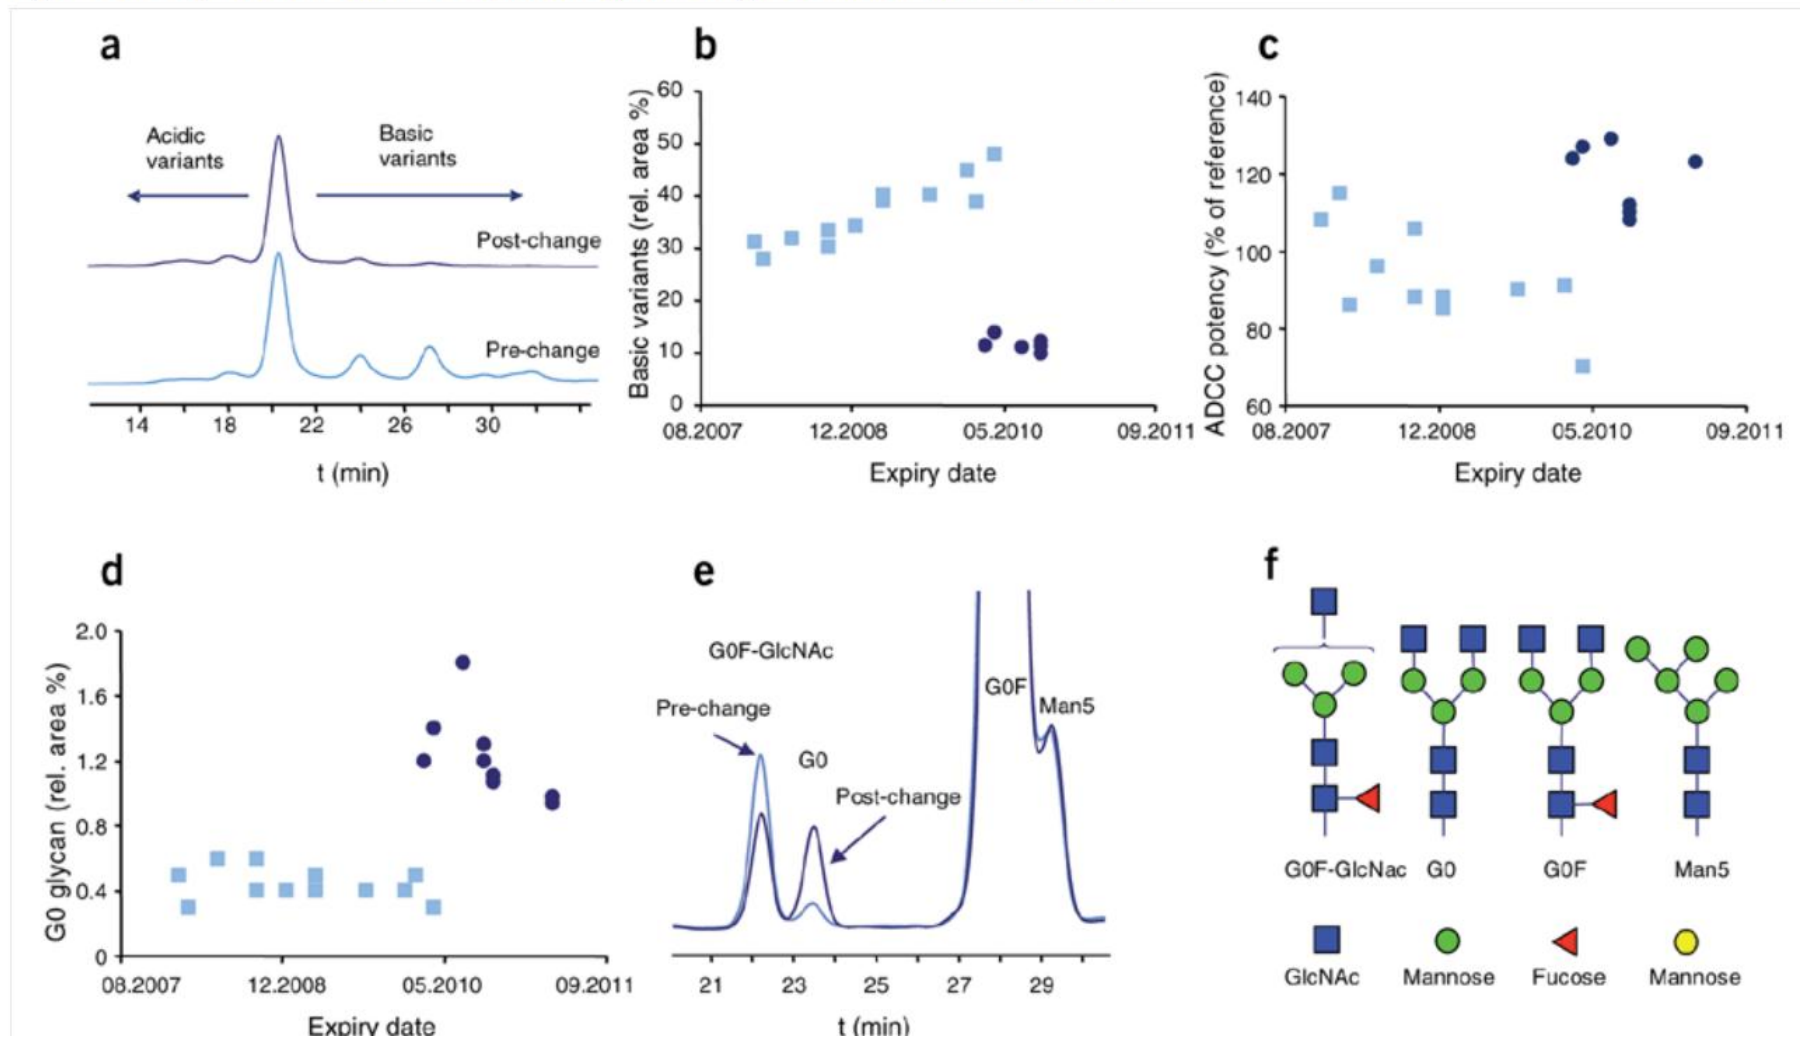 a
Acidic
variants
Basic
variants
Post-change
Pre-change
14 18 22 26 30
t (min)
b
Basic variants (rel. area %)
60
50
40
30
20
10
0
08.2007 12.2008 05.2010 09.2011
Expiry date
c
ADCC potency (% of reference)
140
120
100
80
60
08.2007 12.2008 05.2010 09.2011
Expiry date
d
G0 glycan (rel. area %)
2.0
1.6
1.2
0.8
0.4
0
08.2007 12.2008 05.2010 09.2011
Expiry date
e
G0F-GlcNAc
Pre-change
G0
Post-change
G0F
Man5
21 23 25 27 29
t (min)
f
G0F-GlcNac G0 G0F Man5
GlcNAc Mannose Fucose Mannose